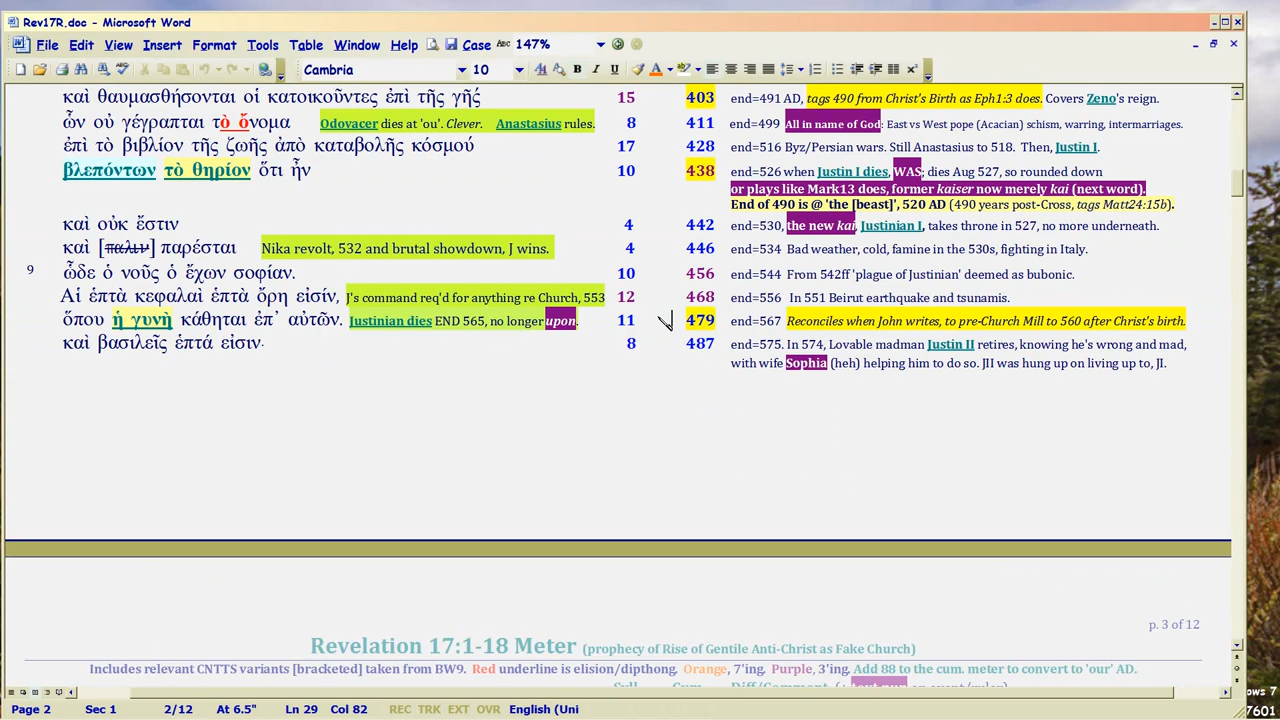 Rev17R.doc - Microsoft Word
File Edit View Insert Format Tools Table Window Help Case ABC 147%
Cambria 10 B I U
καὶ θαυμασθήσονται οἱ κατοικοῦντες ἐπὶ τῆς γῆς 15 403 end=491 AD, tags 490 from Christ's Birth as Eph1:3 does. Covers Zeno's reign.
ὧν οὐ γέγραπται τὸ ὄνομα Odovacer dies at 'ou'. Clever. Anastasius rules. 8 411 end=499 All in name of God: East vs West pope (Acacian) schism, warring, intermarriages.
ἐπὶ τὸ βιβλίον τῆς ζωῆς ἀπὸ καταβολῆς κόσμού 17 428 end=516 Byz/Persian wars. Still Anastasius to 518. Then, Justin I.
βλεπόντων τὸ θηρίον ὅτι ἦν 10 438 end=526 when Justin I dies, WAS; dies Aug 527, so rounded down
or plays like Mark13 does, former kaiser now merely kai (next word).
End of 490 is @ 'the [beast]', 520 AD (490 years post-Cross, tags Matt24:15b).
καὶ οὐκ ἔστιν 4 442 end=530, the new kai, Justinian I, takes throne in 527, no more underneath.
καὶ [παλιν] παρέσται Nika revolt, 532 and brutal showdown, J wins. 4 446 end=534 Bad weather, cold, famine in the 530s, fighting in Italy.
9 ὧδε ὁ νοῦς ὁ ἔχων σοφίαν. 10 456 end=544 From 542ff 'plague of Justinian' deemed as bubonic.
Αἱ ἑπτὰ κεφαλαὶ ἑπτὰ ὄρη εἰσίν, J's command req'd for anything re Church, 553 12 468 end=556 In 551 Beirut earthquake and tsunamis.
ὅπου ἡ γυνὴ κάθηται ἐπ᾽ αὐτῶν. Justinian dies END 565, no longer upon. 11 479 end=567 Reconciles when John writes, to pre-Church Mill to 560 after Christ's birth.
καὶ βασιλεῖς ἑπτά εἰσιν· 8 487 end=575. In 574, Lovable madman Justin II retires, knowing he's wrong and mad,
with wife Sophia (heh) helping him to do so. JII was hung up on living up to, JI.
p. 3 of 12
Revelation 17:1-18 Meter (prophecy of Rise of Gentile Anti-Christ as Fake Church)
Includes relevant CNTTS variants [bracketed] taken from BW9. Red underline is elision/dipthong. Orange, 7'ing. Purple, 3'ing. Add 88 to the cum. meter to convert to 'our' AD.
Page 2 Sec 1 2/12 At 6.5" Ln 29 Col 82 REC TRK EXT OVR English (Uni
ows 7
7601